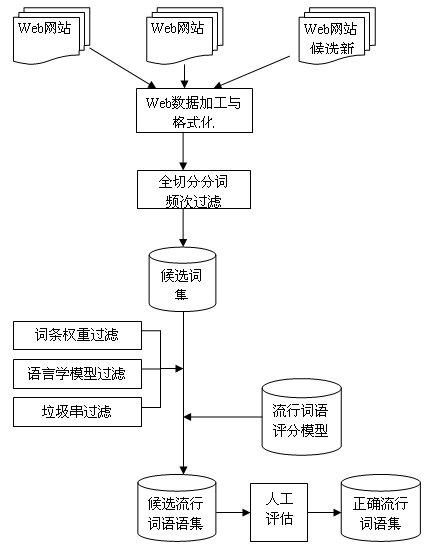 Web网站
Web网站
Web网站
候选新
Web数据加工与
格式化
全切分分词
频次过滤
候选词
集
词条权重过滤
语言学模型过滤
垃圾串过滤
流行词语
评分模型
候选流行
词语语集
人工
评估
正确流行
词语集